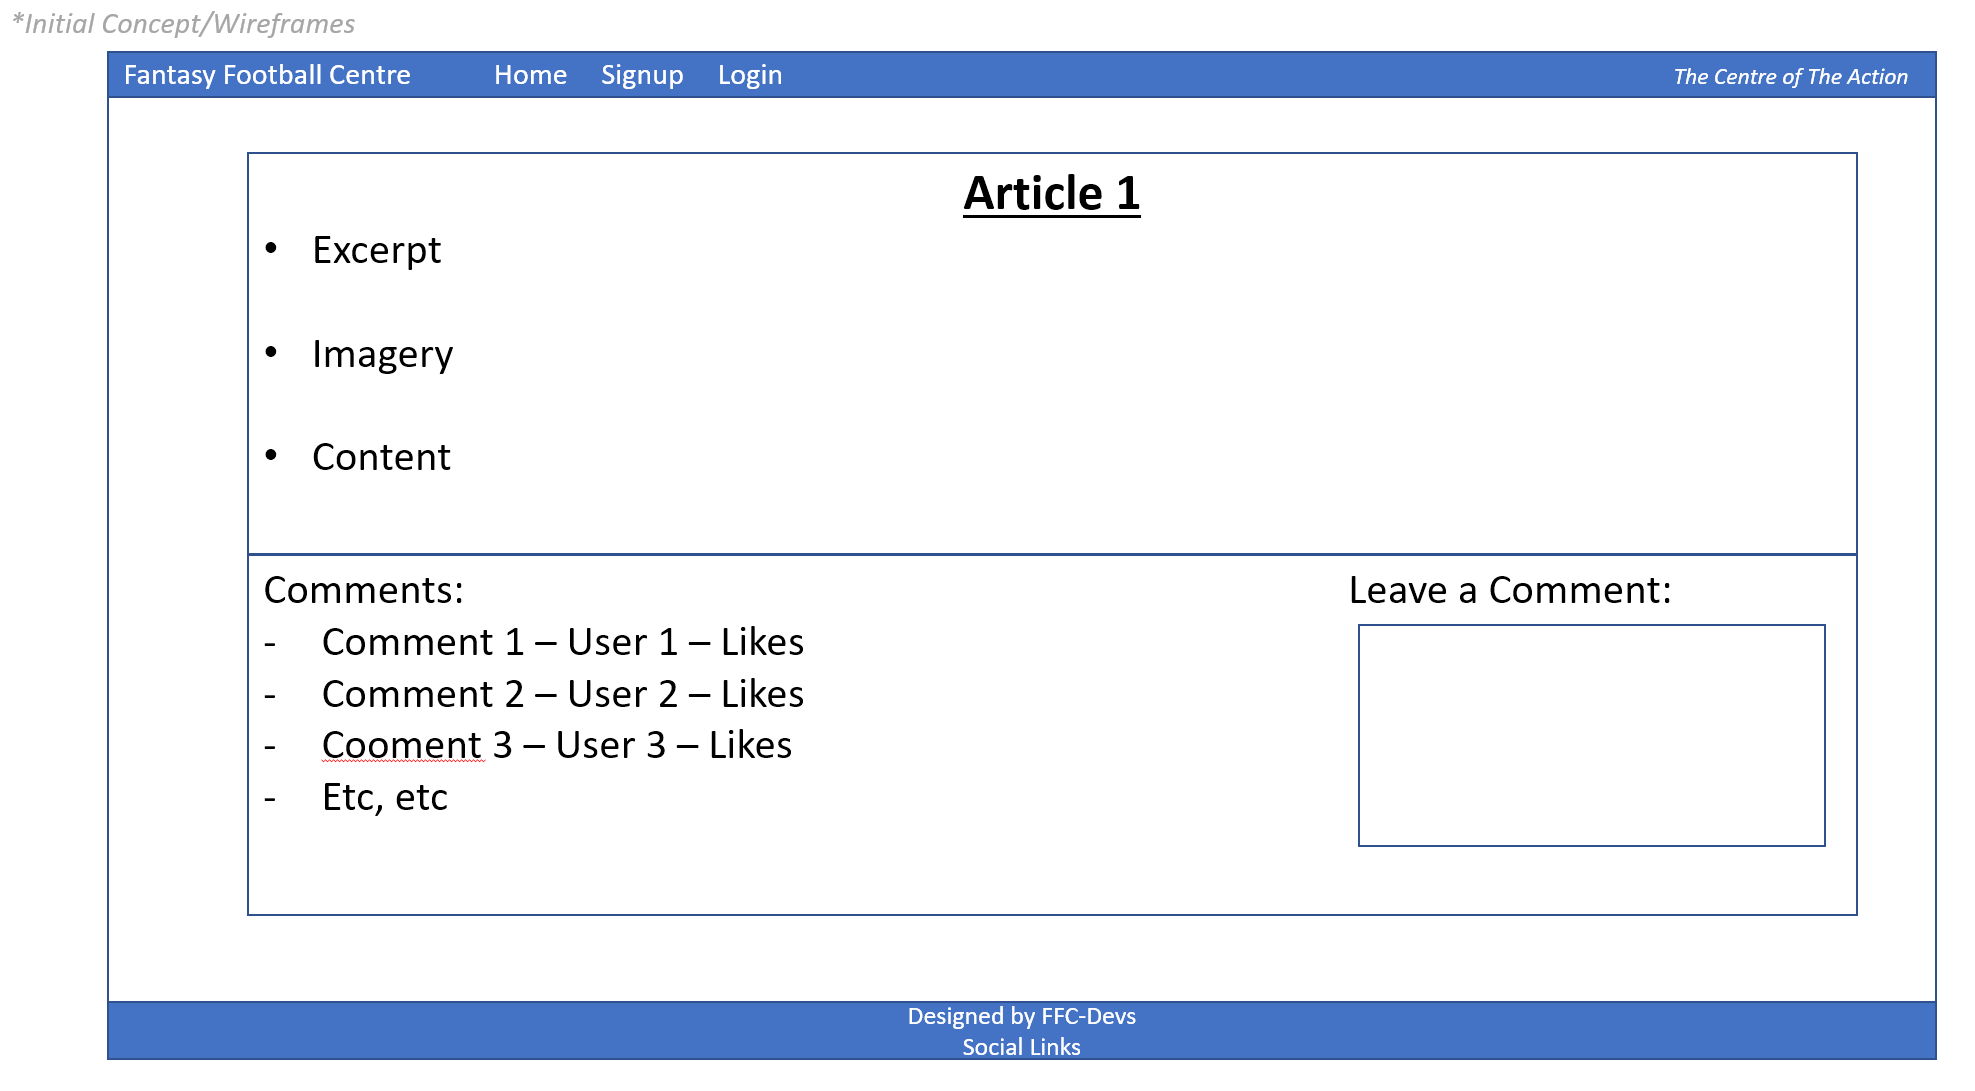 *Initial Concept/Wireframes
Fantasy Football Centre Home Signup Login The Centre of The Action
Article 1
• Excerpt
• Imagery
• Content
Comments:
- Comment 1 – User 1 – Likes
- Comment 2 – User 2 – Likes
- Cooment 3 – User 3 – Likes
- Etc, etc
Leave a Comment:
Designed by FFC-Devs
Social Links